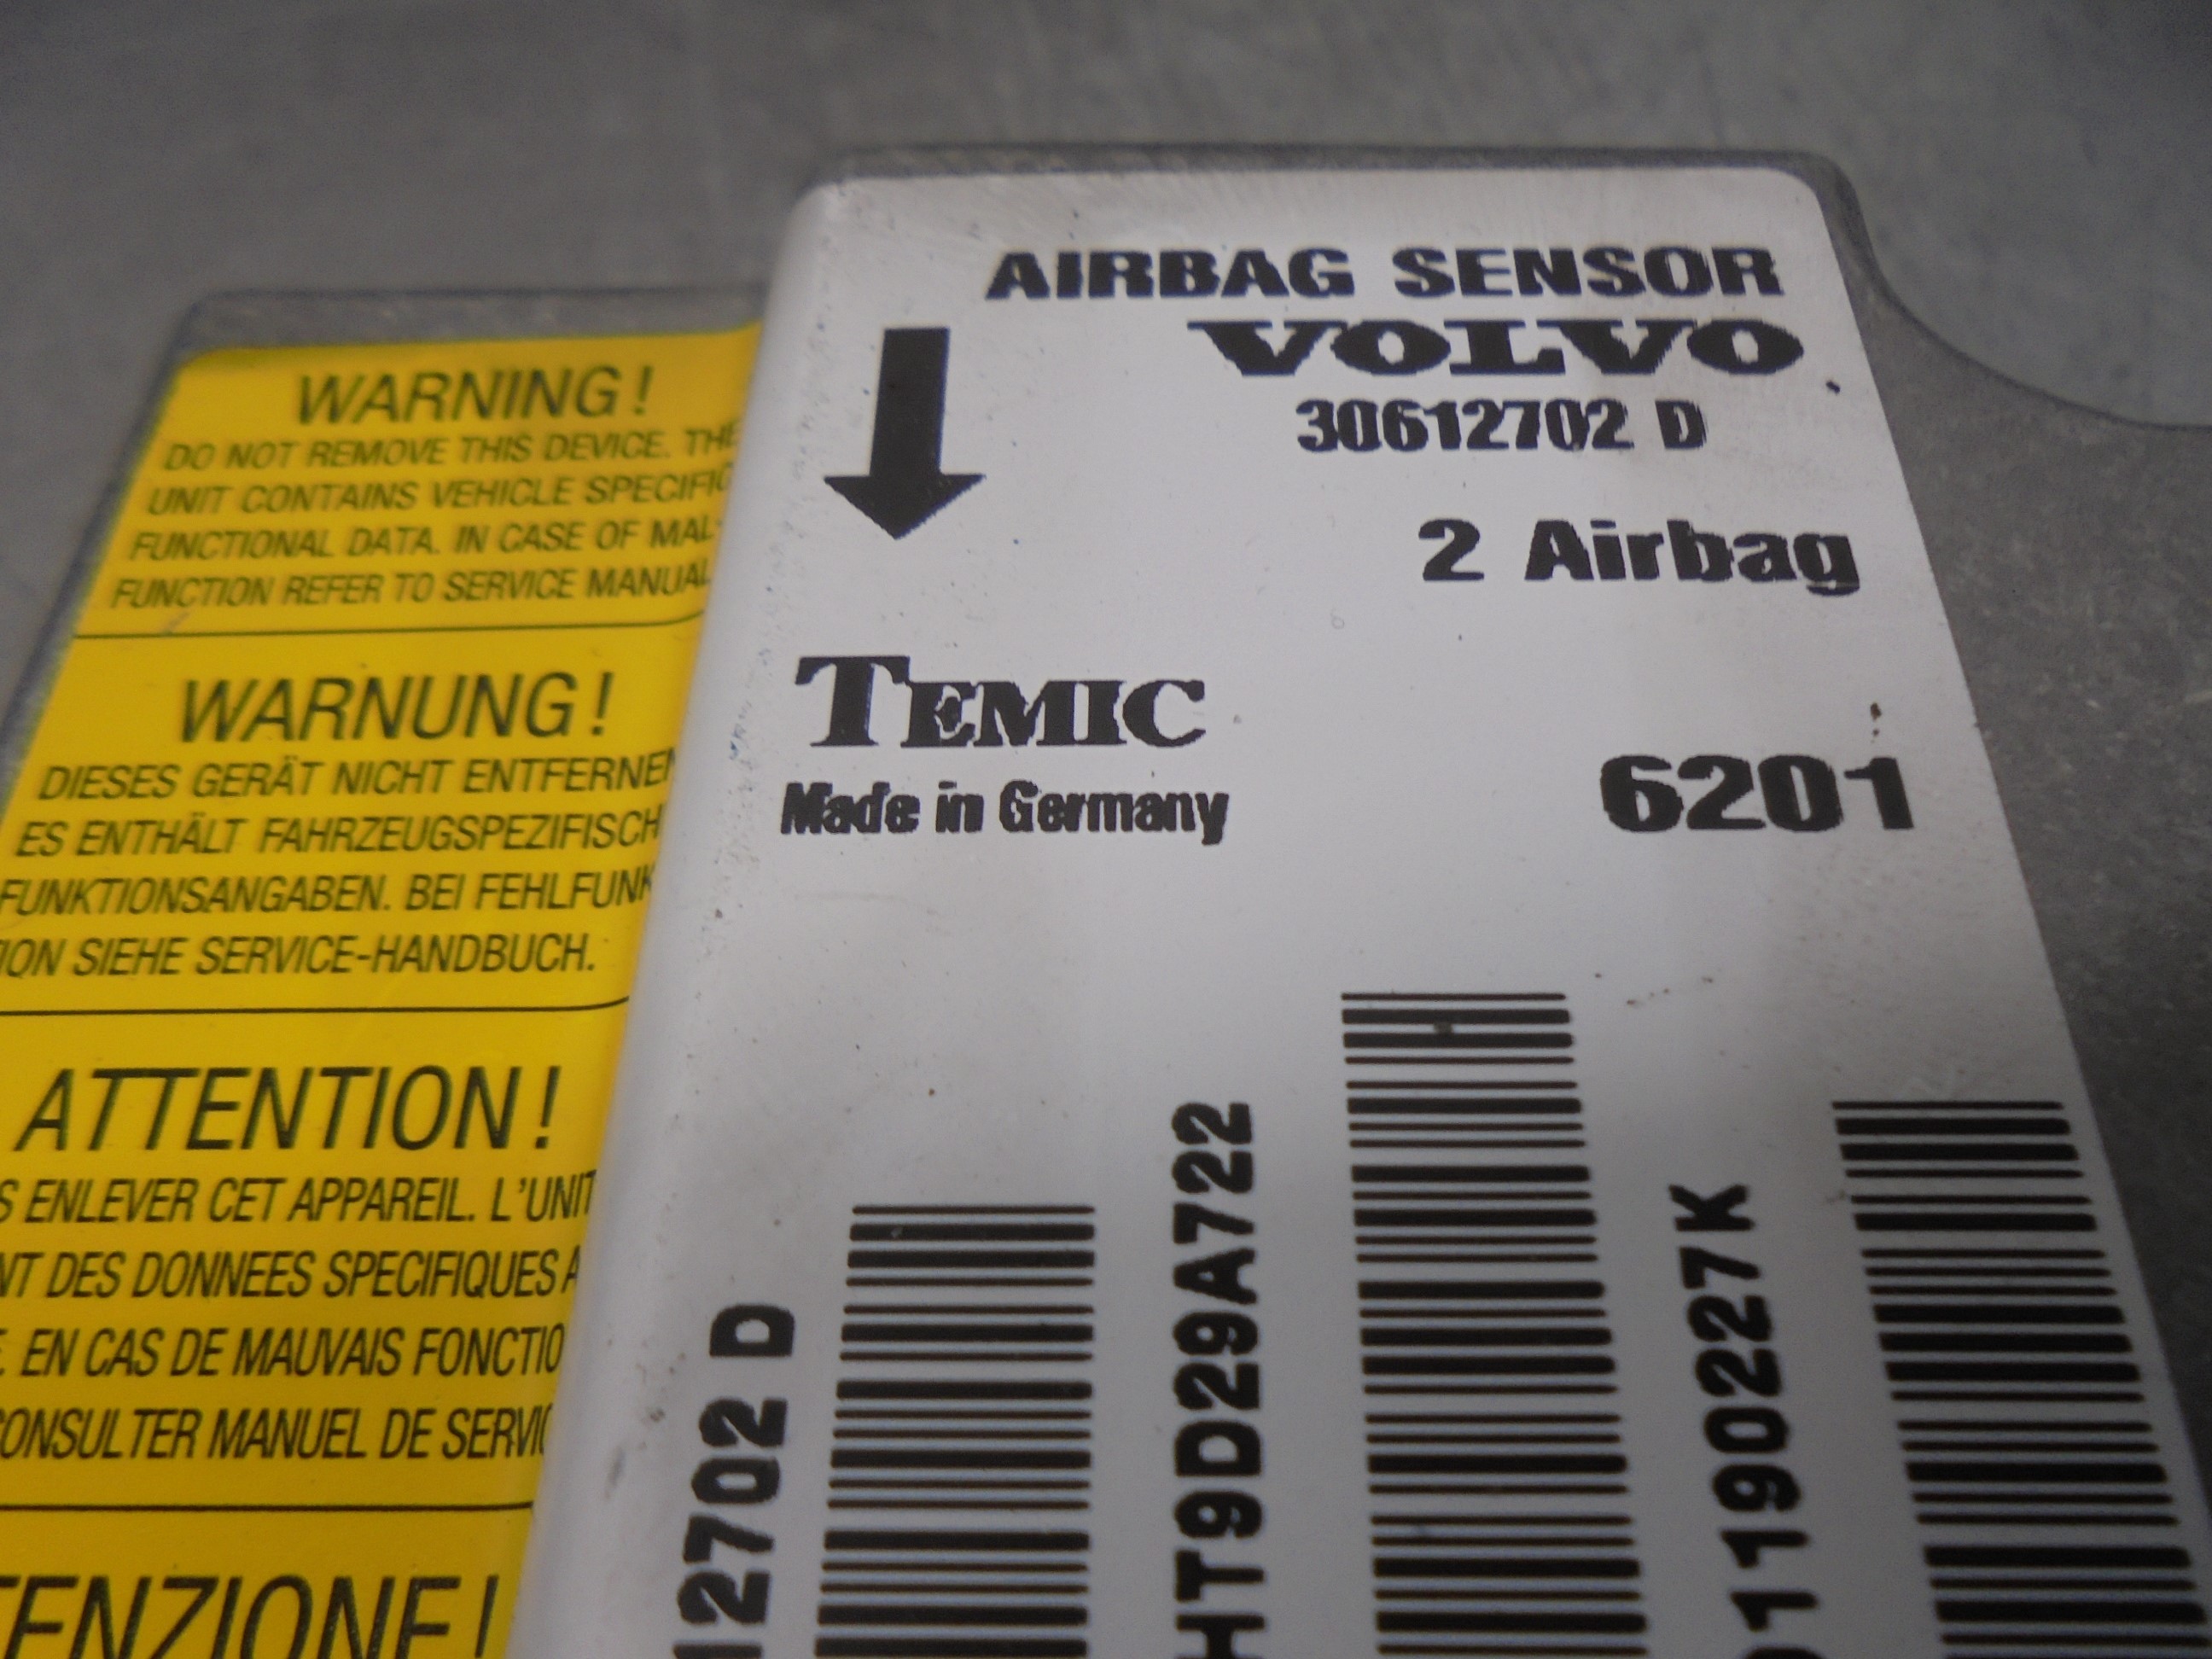 WARNING!
DO NOT REMOVE THIS DEVICE. THE
UNIT CONTAINS VEHICLE SPECIFIC
FUNCTIONAL DATA. IN CASE OF MAL-
FUNCTION REFER TO SERVICE MANUAL
WARNUNG!
DIESES GERÄT NICHT ENTFERNEN
ES ENTHÄLT FAHRZEUGSPEZIFISCH
FUNKTIONSANGABEN. BEI FEHLFUNK
ION SIEHE SERVICE-HANDBUCH.
ATTENTION!
S ENLEVER CET APPAREIL. L'UNIT
NT DES DONNEES SPECIFIQUES A
E. EN CAS DE MAUVAIS FONCTIO
CONSULTER MANUEL DE SERVIC
TENZIONE!
AIRBAG SENSOR
VOLVO
30612702 D
2 Airbag
TEMIC
Made in Germany
6201
12702 D
HT9D29A722
01190227K